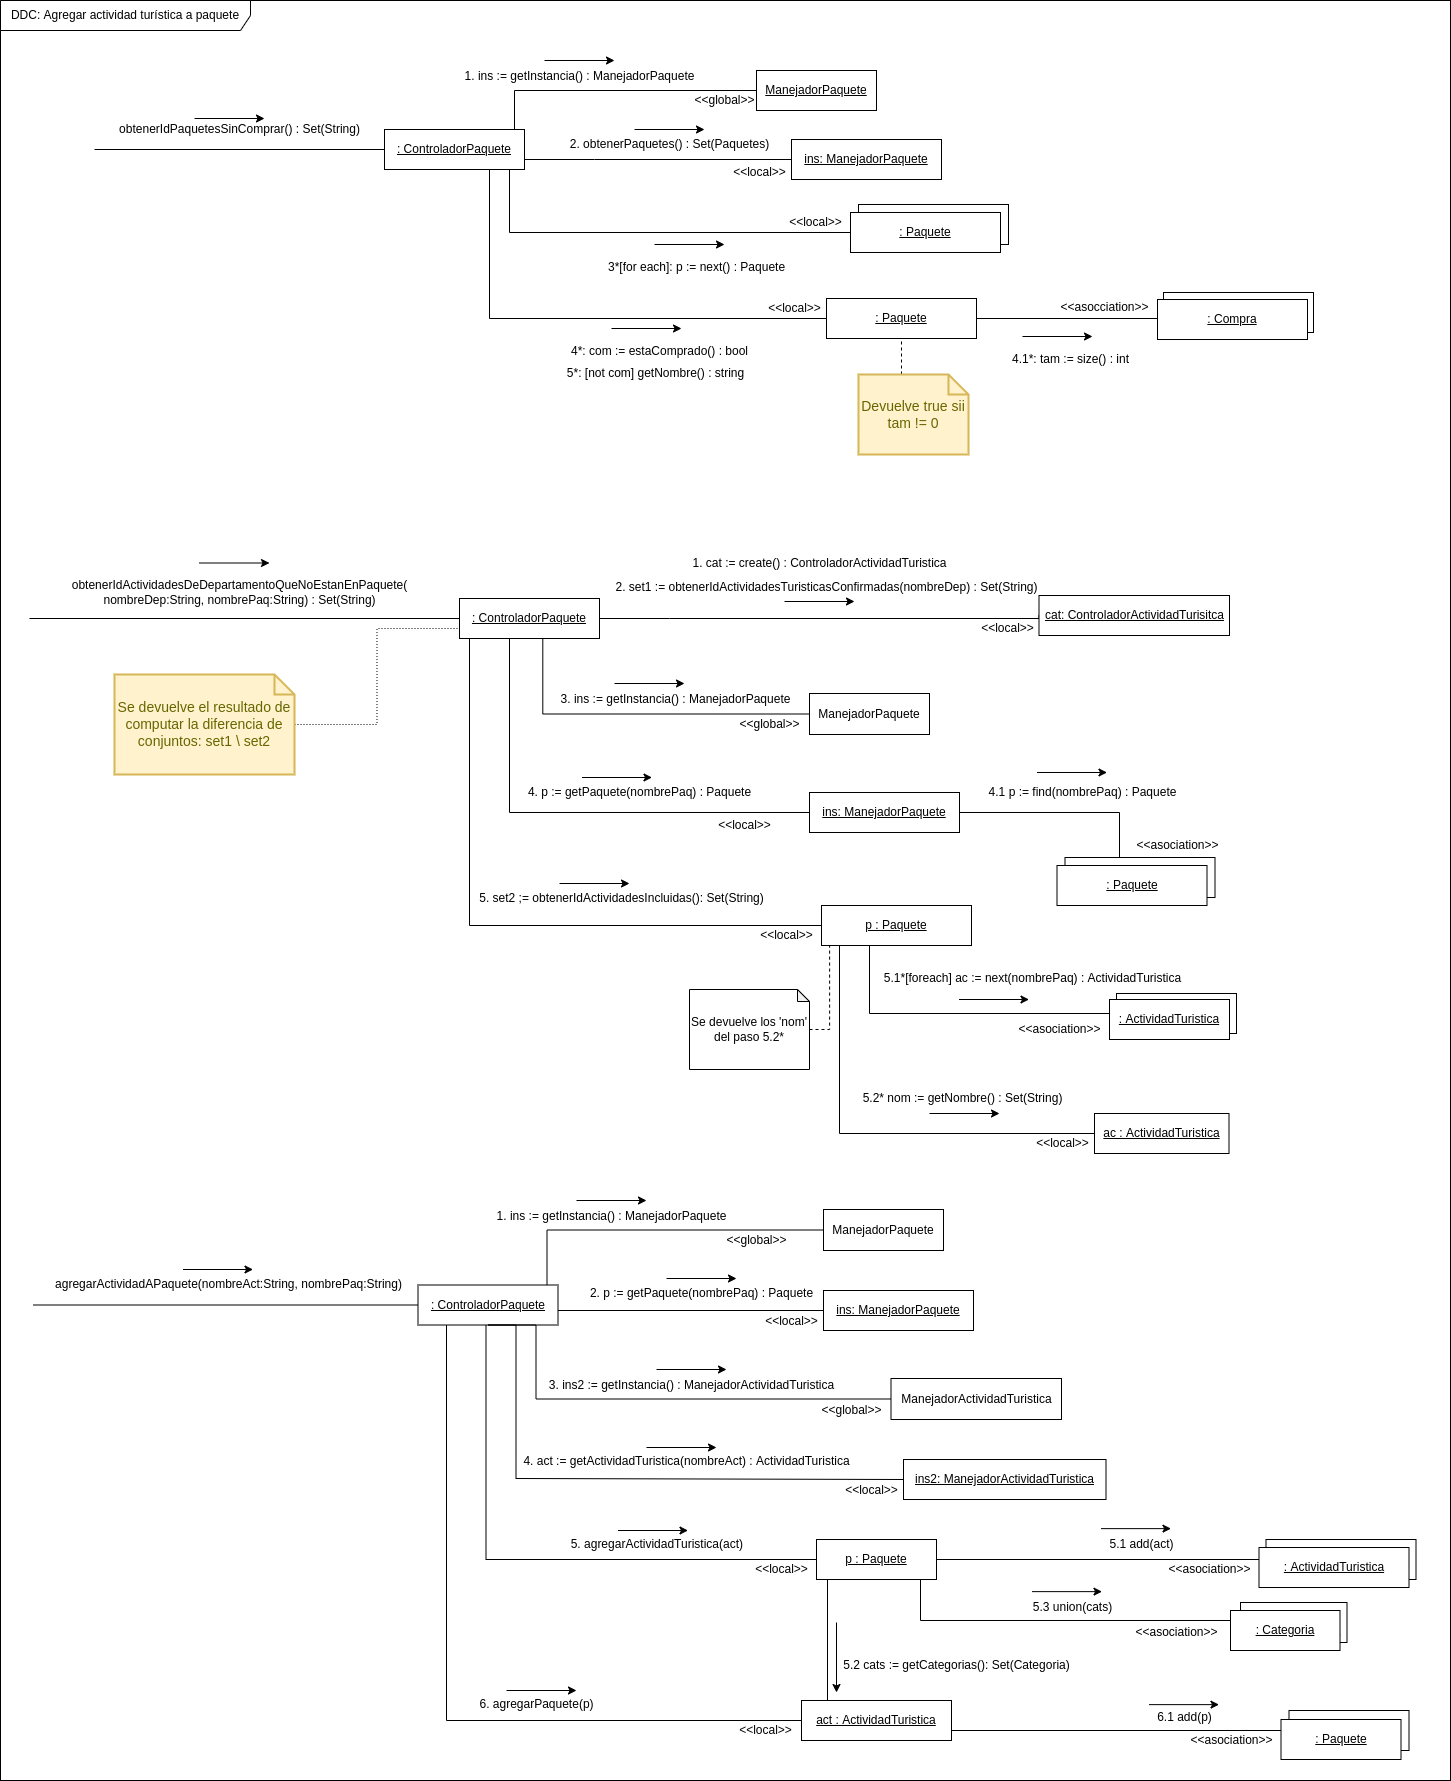 DDC: Agregar actividad turística a paquete
1. ins := getInstancia() : ManejadorPaquete
ManejadorPaquete
<<global>>
obtenerIdPaquetesSinComprar() : Set(String)
: ControladorPaquete
2. obtenerPaquetes() : Set(Paquetes)
ins: ManejadorPaquete
<<local>>
<<local>>
: Paquete
3*[for each]: p := next() : Paquete
<<local>>
: Paquete
<<asocciation>>
: Compra
4*: com := estaComprado() : bool
5*: [not com] getNombre() : string
4.1*: tam := size() : int
Devuelve true sii
tam != 0
1. cat := create() : ControladorActividadTuristica
obtenerIdActividadesDeDepartamentoQueNoEstanEnPaquete(
nombreDep:String, nombrePaq:String) : Set(String)
2. set1 := obtenerIdActividadesTuristicasConfirmadas(nombreDep) : Set(String)
: ControladorPaquete
cat: ControladorActividadTurisitca
<<local>>
Se devuelve el resultado de
computar la diferencia de
conjuntos: set1 \ set2
3. ins := getInstancia() : ManejadorPaquete
ManejadorPaquete
<<global>>
4. p := getPaquete(nombrePaq) : Paquete
ins: ManejadorPaquete
<<local>>
4.1 p := find(nombrePaq) : Paquete
<<asociation>>
: Paquete
5. set2 ;= obtenerIdActividadesIncluidas(): Set(String)
p : Paquete
<<local>>
5.1*[foreach] ac := next(nombrePaq) : ActividadTuristica
: ActividadTuristica
<<asociation>>
Se devuelve los 'nom'
del paso 5.2*
5.2* nom := getNombre() : Set(String)
ac : ActividadTuristica
<<local>>
1. ins := getInstancia() : ManejadorPaquete
ManejadorPaquete
<<global>>
agregarActividadAPaquete(nombreAct:String, nombrePaq:String)
: ControladorPaquete
2. p := getPaquete(nombrePaq) : Paquete
ins: ManejadorPaquete
<<local>>
3. ins2 := getInstancia() : ManejadorActividadTuristica
ManejadorActividadTuristica
<<global>>
4. act := getActividadTuristica(nombreAct) : ActividadTuristica
ins2: ManejadorActividadTuristica
<<local>>
5. agregarActividadTuristica(act)
p : Paquete
<<local>>
5.1 add(act)
: ActividadTuristica
<<asociation>>
5.3 union(cats)
: Categoria
<<asociation>>
5.2 cats := getCategorias(): Set(Categoria)
6. agregarPaquete(p)
act : ActividadTuristica
<<local>>
6.1 add(p)
<<asociation>>
: Paquete